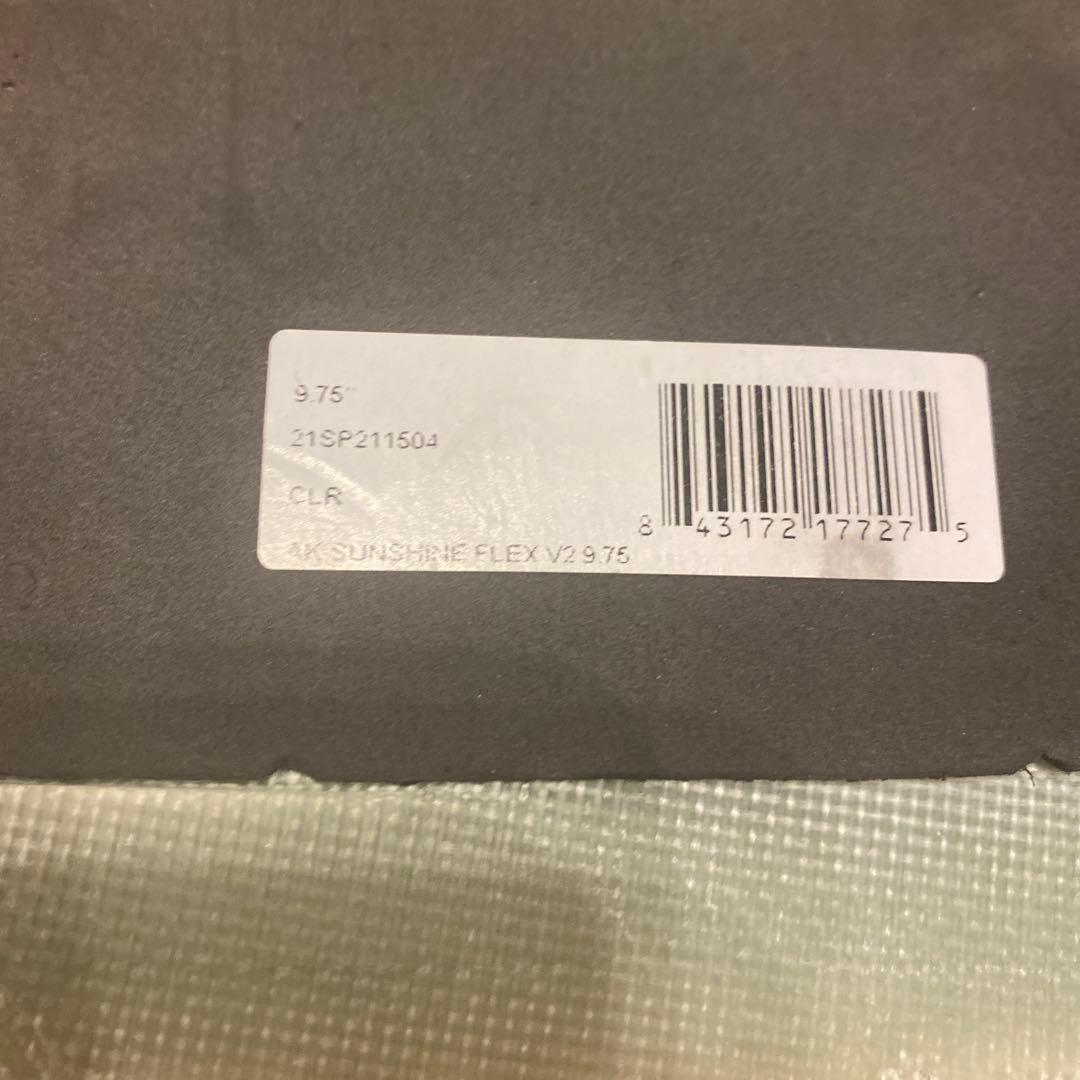 9.75"
21SP211504
CLR
AK SUNSHINE FLEX V2 9.75
8 43172 17727 5